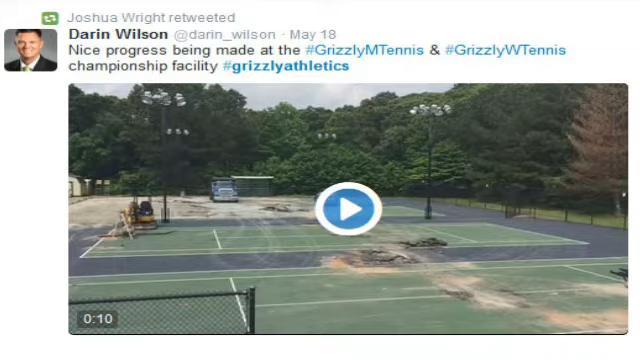 Joshua Wright retweeted
Darin Wilson @darin_wilson · May 18
Nice progress being made at the #GrizzlyMTennis & #GrizzlyWTennis
championship facility #grizzlyathletics
0:10